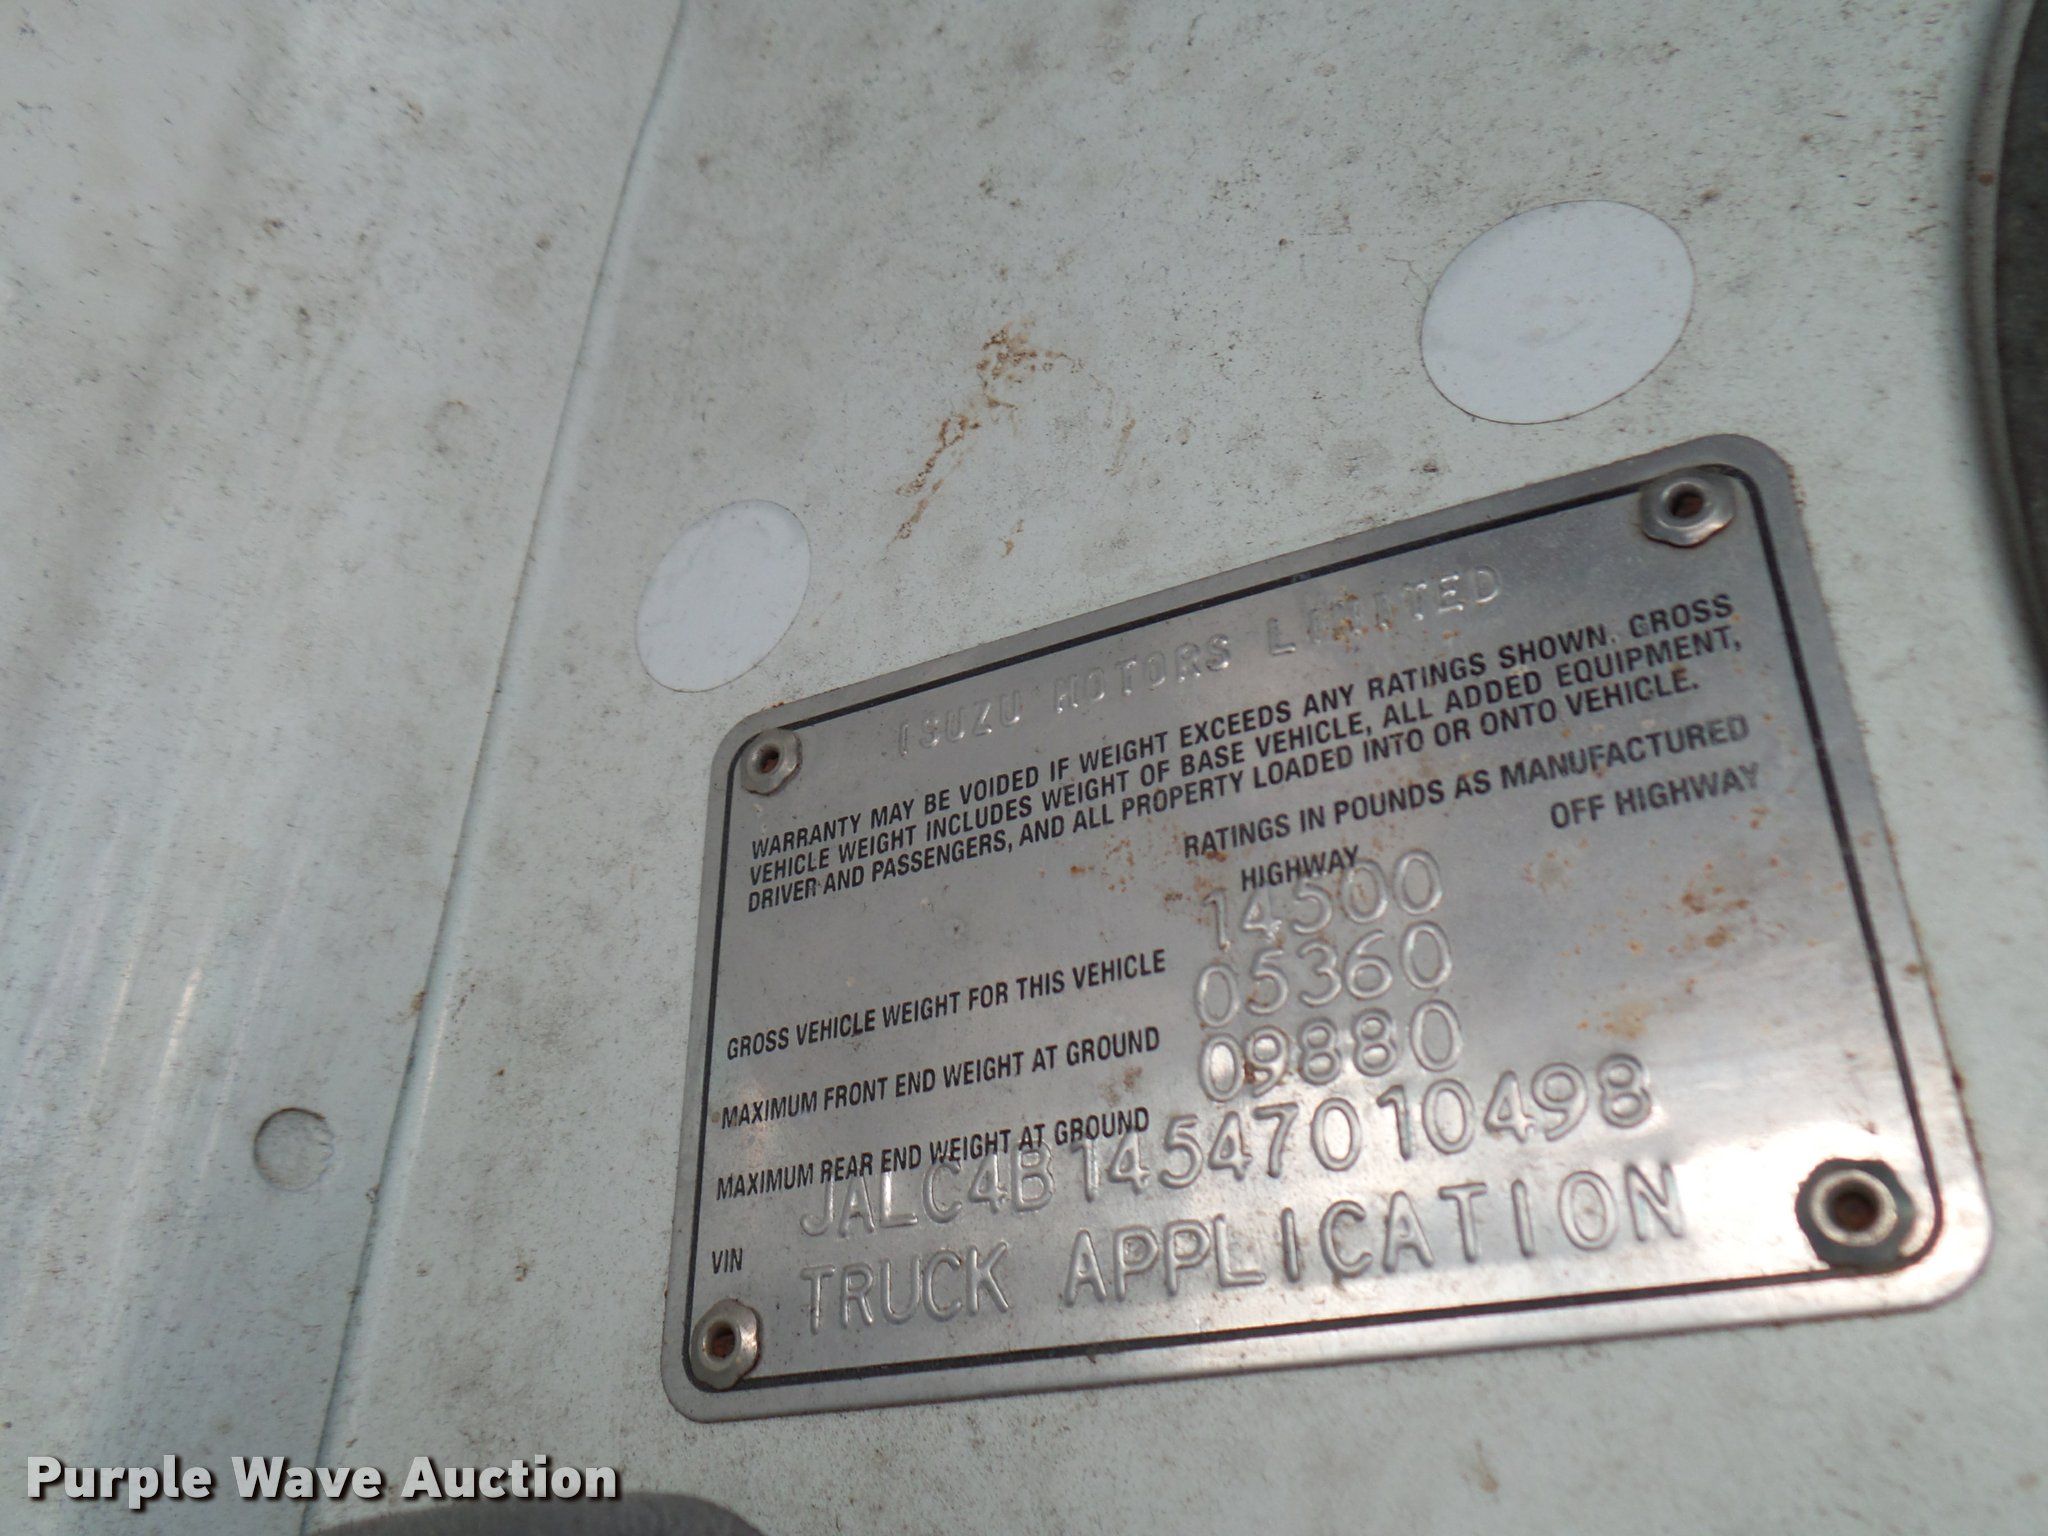 ISUZU MOTORS LIMITED
WARRANTY MAY BE VOIDED IF WEIGHT EXCEEDS ANY RATINGS SHOWN. GROSS
VEHICLE WEIGHT INCLUDES WEIGHT OF BASE VEHICLE, ALL ADDED EQUIPMENT,
DRIVER AND PASSENGERS, AND ALL PROPERTY LOADED INTO OR ONTO VEHICLE.
RATINGS IN POUNDS AS MANUFACTURED
HIGHWAY OFF HIGHWAY
GROSS VEHICLE WEIGHT FOR THIS VEHICLE 14500
MAXIMUM FRONT END WEIGHT AT GROUND 05360
MAXIMUM REAR END WEIGHT AT GROUND 09880
VIN JALC4B14547010498
TRUCK APPLICATION
Purple Wave Auction